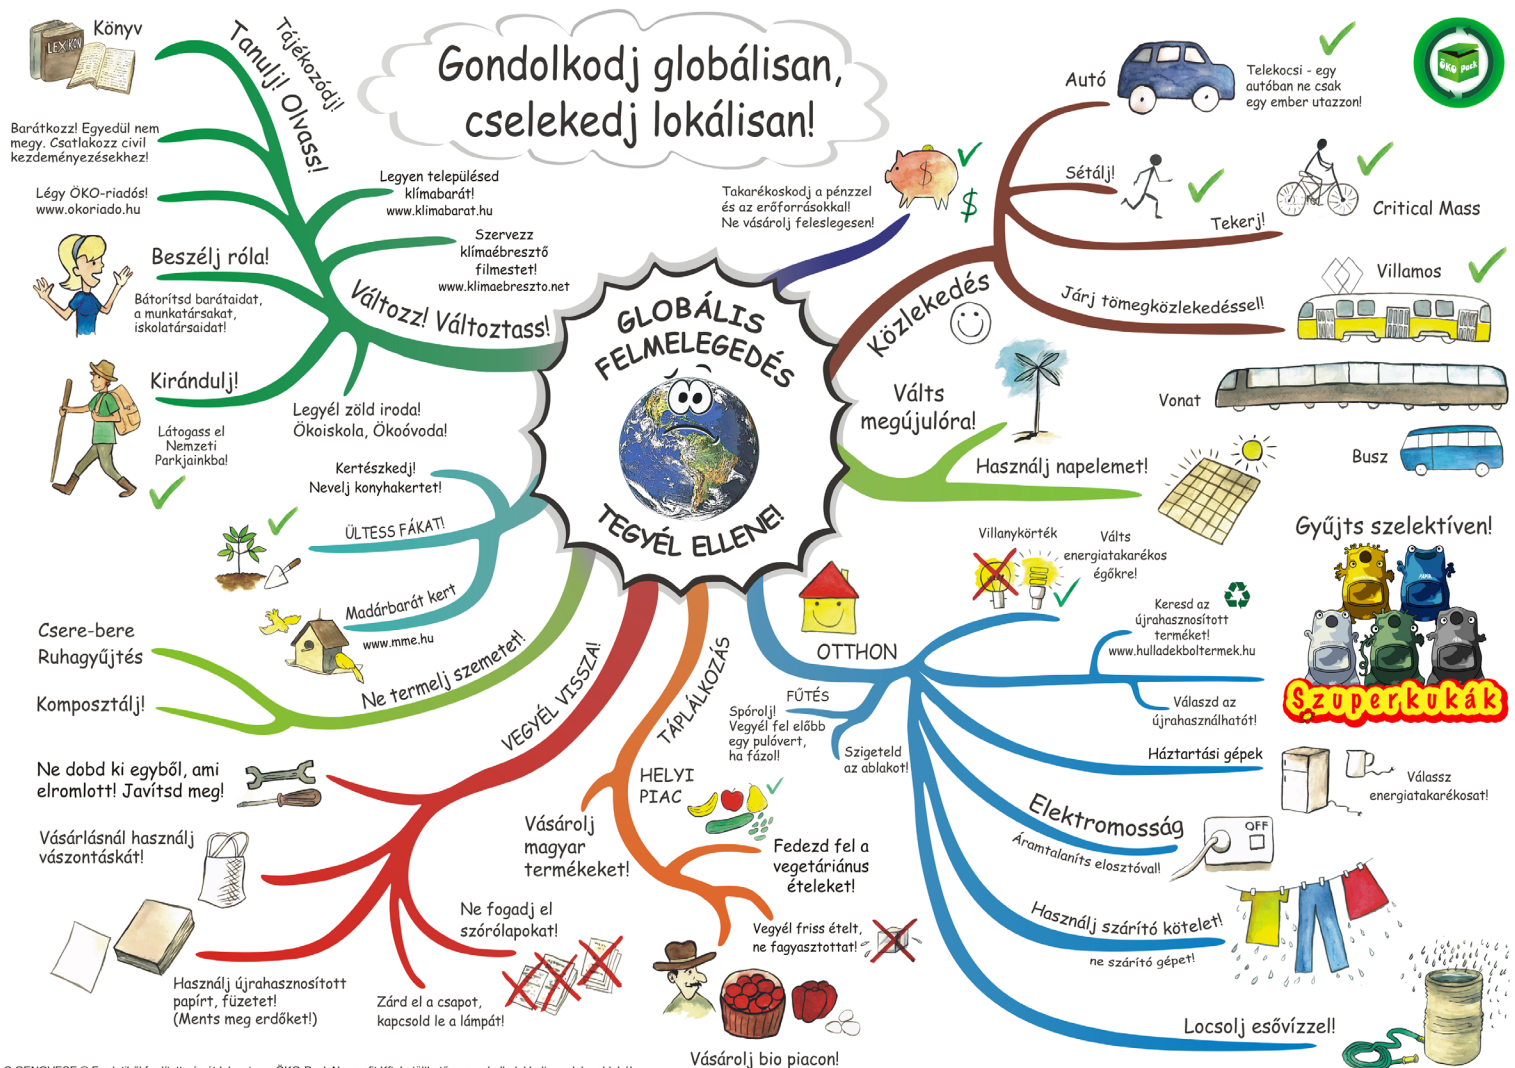 Gondolkodj globálisan,
cselekedj lokálisan!
GLOBÁLIS
FELMELEGEDÉS
TEGYÉL ELLENE!
Könyv
LEXIKON
Tájékozódj!
Tanulj! Olvass!
Barátkozz! Egyedül nem
megy. Csatlakozz civil
kezdeményezésekhez!
Légy ÖKO-riadós!
www.okoriado.hu
Beszélj róla!
Bátorítsd barátaidat,
a munkatársakat,
iskolatársaidat!
Kirándulj!
Látogass el
Nemzeti
Parkjainkba!
Legyen településed
klímabarát!
www.klimabarat.hu
Szervezz
klímaébresztő
filmestet!
www.klimaebreszto.net
Változz! Változtass!
Legyél zöld iroda!
Ökoiskola, Ökoóvoda!
Kertészkedj!
Nevelj konyhakertet!
ÜLTESS FÁKAT!
Madárbarát kert
www.mme.hu
Csere-bere
Ruhagyűjtés
Komposztálj!
Ne termelj szemetet!
VEGYÉL VISSZA!
Ne dobd ki egyből, ami
elromlott! Javítsd meg!
Vásárlásnál használj
vászontáskát!
Használj újrahasznosított
papírt, füzetet!
(Ments meg erdőket!)
Zárd el a csapot,
kapcsold le a lámpát!
Ne fogadj el
szórólapokat!
TÁPLÁLKOZÁS
HELYI
PIAC
Vásárolj
magyar
termékeket!
Fedezd fel a
vegetáriánus
ételeket!
Vegyél friss ételt,
ne fagyasztottat!
Vásárolj bio piacon!
Takarékoskodj a pénzzel
és az erőforrásokkal!
Ne vásárolj feleslegesen!
$
$
Közlekedés
Autó
Telekocsi - egy
autóban ne csak
egy ember utazzon!
ÖKO Pack
Sétálj!
Tekerj!
Critical Mass
Járj tömegközlekedéssel!
Villamos
Vonat
Busz
Válts
megújulóra!
Használj napelemet!
OTTHON
Villanykörték
Válts
energiatakarékos
égőkre!
Gyűjts szelektíven!
Szuperkukák
Keresd az
újrahasznosított
terméket!
www.hulladekboltermek.hu
Válaszd az
újrahasználhatót!
FŰTÉS
Spórolj!
Vegyél fel előbb
egy pulóvert,
ha fázol!
Szigeteld
az ablakot!
Háztartási gépek
Válassz
energiatakarékosat!
Elektromosság
Áramtalaníts elosztóval!
OFF
Használj szárító kötelet!
ne szárító gépet!
Locsolj esővízzel!